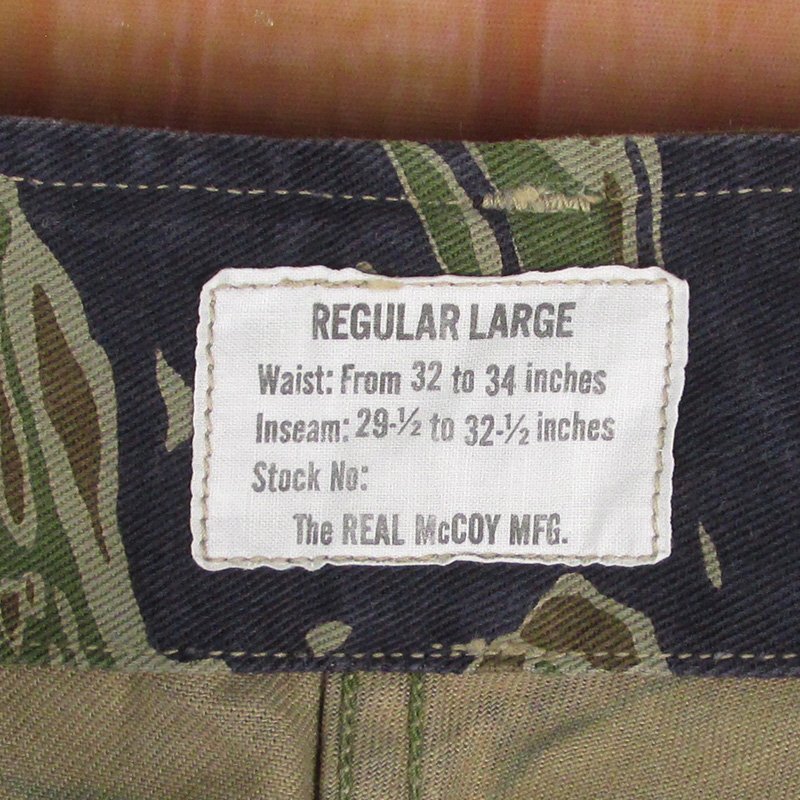 REGULAR LARGE
Waist: From 32 to 34 inches
Inseam: 29-½ to 32-½ inches
Stock No:
The REAL McCOY MFG.